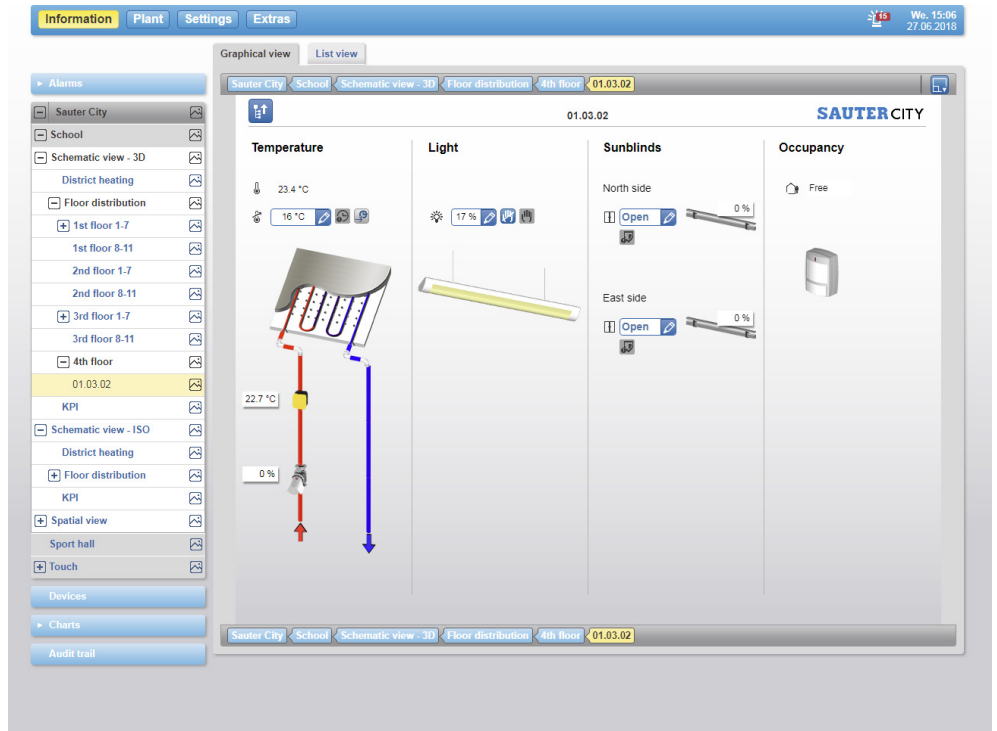 Information Plant Settings Extras
15
We. 15:06
27.06.2018
Graphical view List view
Alarms
Sauter City
School
Schematic view - 3D
District heating
Floor distribution
1st floor 1-7
1st floor 8-11
2nd floor 1-7
2nd floor 8-11
3rd floor 1-7
3rd floor 8-11
4th floor
01.03.02
KPI
Schematic view - ISO
District heating
Floor distribution
KPI
Spatial view
Sport hall
Touch
Devices
Charts
Audit trail
Sauter City School Schematic view - 3D Floor distribution 4th floor 01.03.02
01.03.02
SAUTER CITY
Temperature Light Sunblinds Occupancy
23.4 °C
North side
Free
16 °C
17 %
Open
0 %
East side
Open
0 %
22.7 °C
0 %
Sauter City School Schematic view - 3D Floor distribution 4th floor 01.03.02